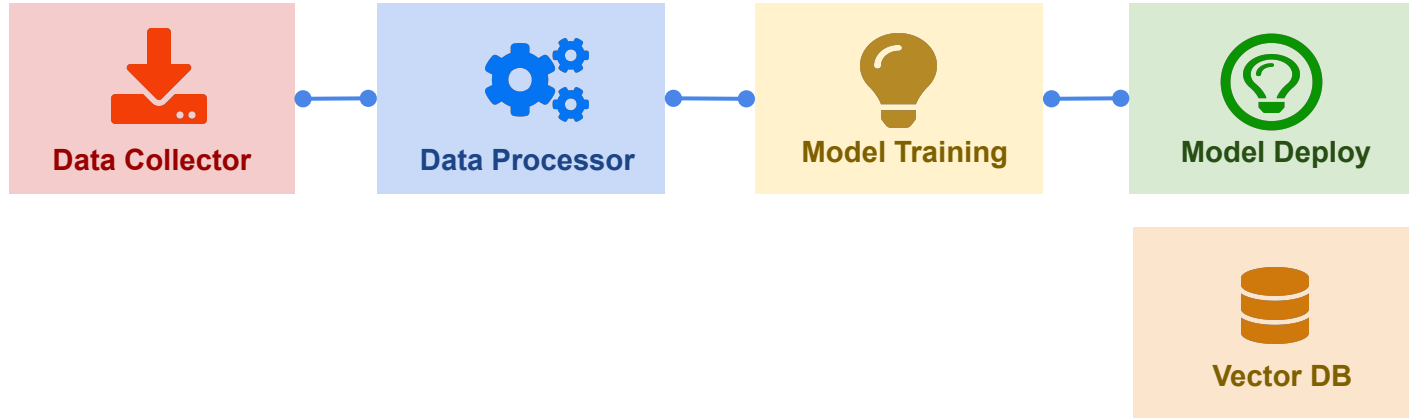 Data Collector
Data Processor
Model Training
Model Deploy
Vector DB